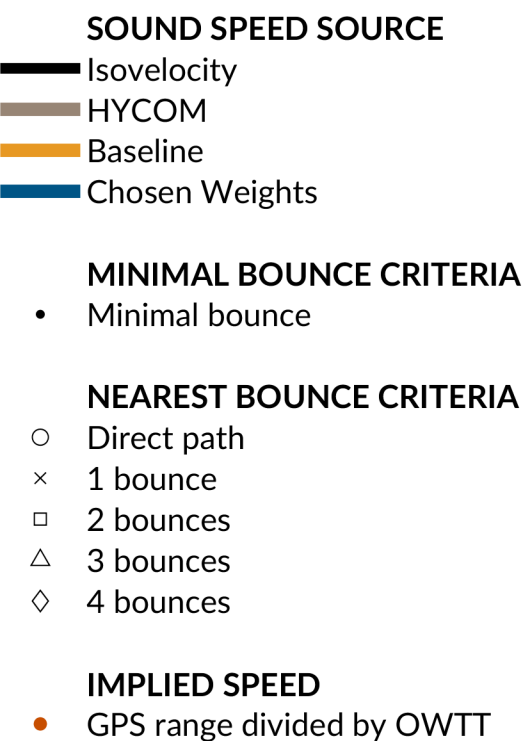 SOUND SPEED SOURCE
Isovelocity
HYCOM
Baseline
Chosen Weights
MINIMAL BOUNCE CRITERIA
Minimal bounce
NEAREST BOUNCE CRITERIA
Direct path
1 bounce
2 bounces
3 bounces
4 bounces
IMPLIED SPEED
GPS range divided by OWTT